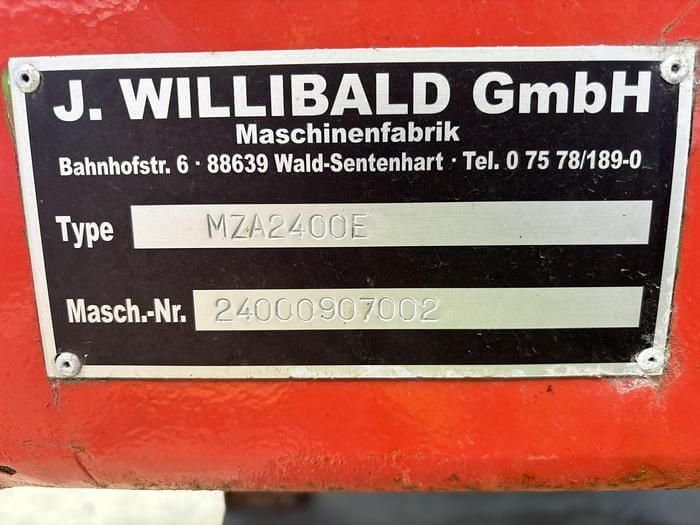 J. WILLIBALD GmbH
Maschinenfabrik
Bahnhofstr. 6 · 88639 Wald-Sentenhart · Tel. 0 75 78/189-0
Type MZA2400E
Masch.-Nr. 24000907002